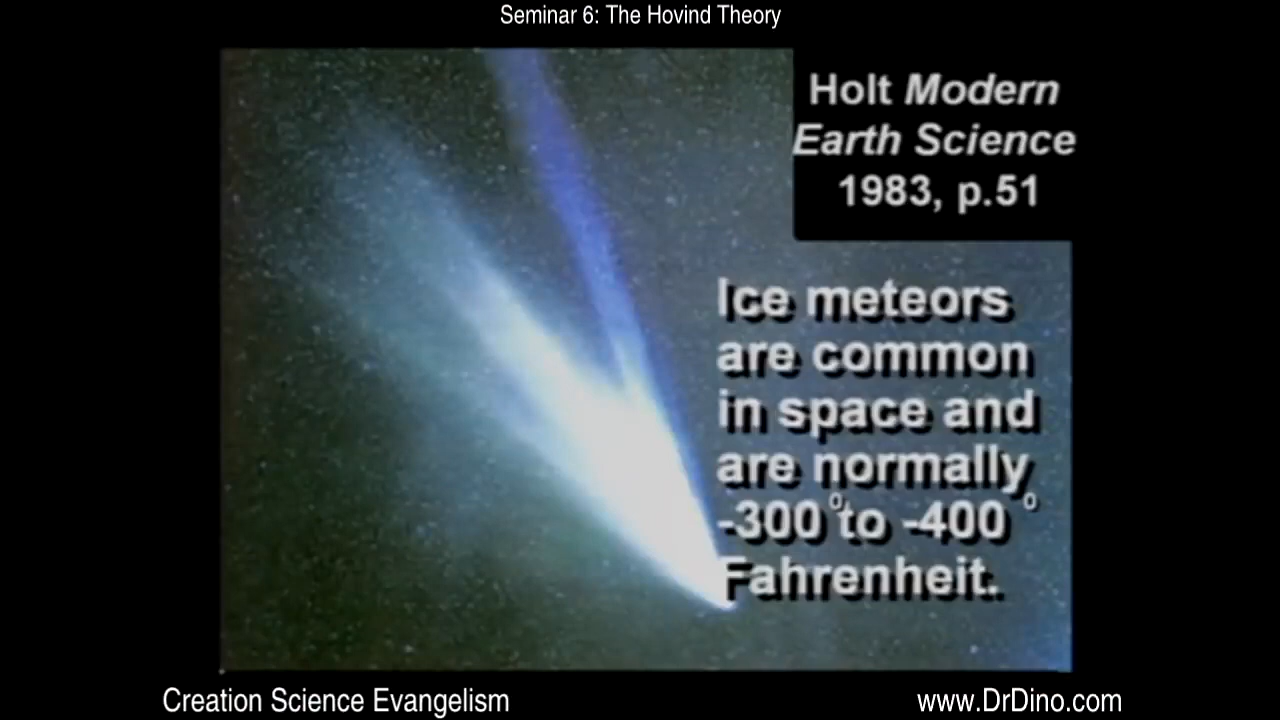 Seminar 6: The Hovind Theory
Holt Modern
Earth Science
1983, p.51
Ice meteors
are common
in space and
are normally
-300° to -400°
Fahrenheit.
Creation Science Evangelism
www.DrDino.com